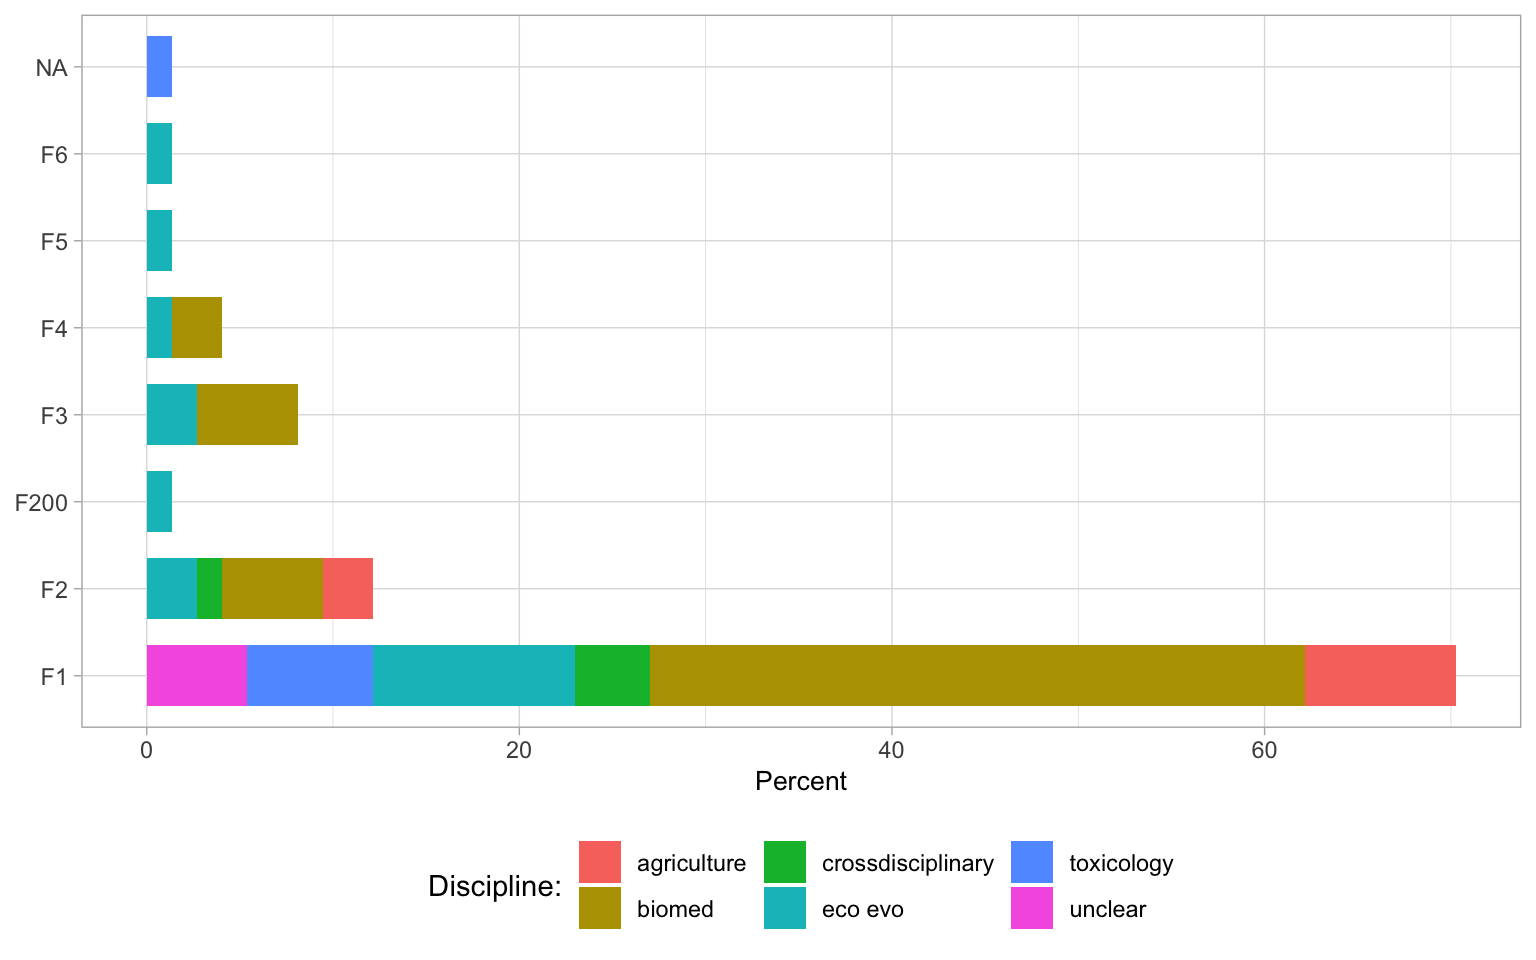 NA
F6
F5
F4
F3
F200
F2
F1
0 20 40 60
Percent
Discipline:
agriculture crossdisciplinary toxicology
biomed eco evo unclear